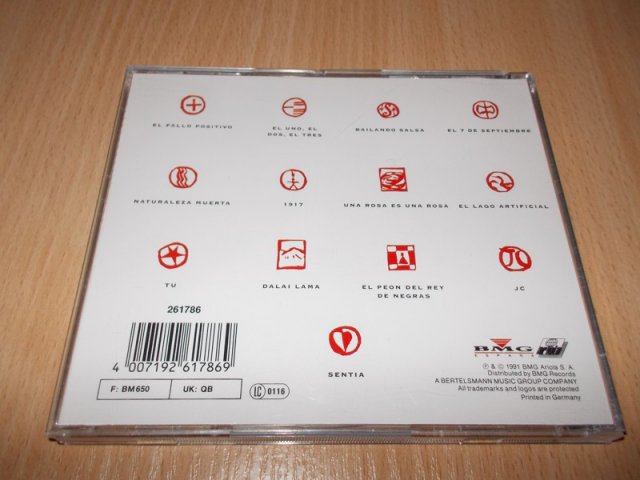 EL FALLO POSITIVO
EL UNO, EL
DOS, EL TRES
BAILANDO SALSA
EL 7 DE SEPTIEMBRE
NATURALEZA MUERTA
1917
UNA ROSA ES UNA ROSA
EL LAGO ARTIFICIAL
TU
DALAI LAMA
EL PEON DEL REY
DE NEGRAS
JC
SENTIA
261786
4 007192 617869
F: BM650
UK: QB
LC 0116
BMG
ESPAÑA
℗ & © 1991 BMG Ariola S. A.
Distributed by BMG Records
A BERTELSMANN MUSIC GROUP COMPANY
All trademarks and logos are protected
Printed in Germany